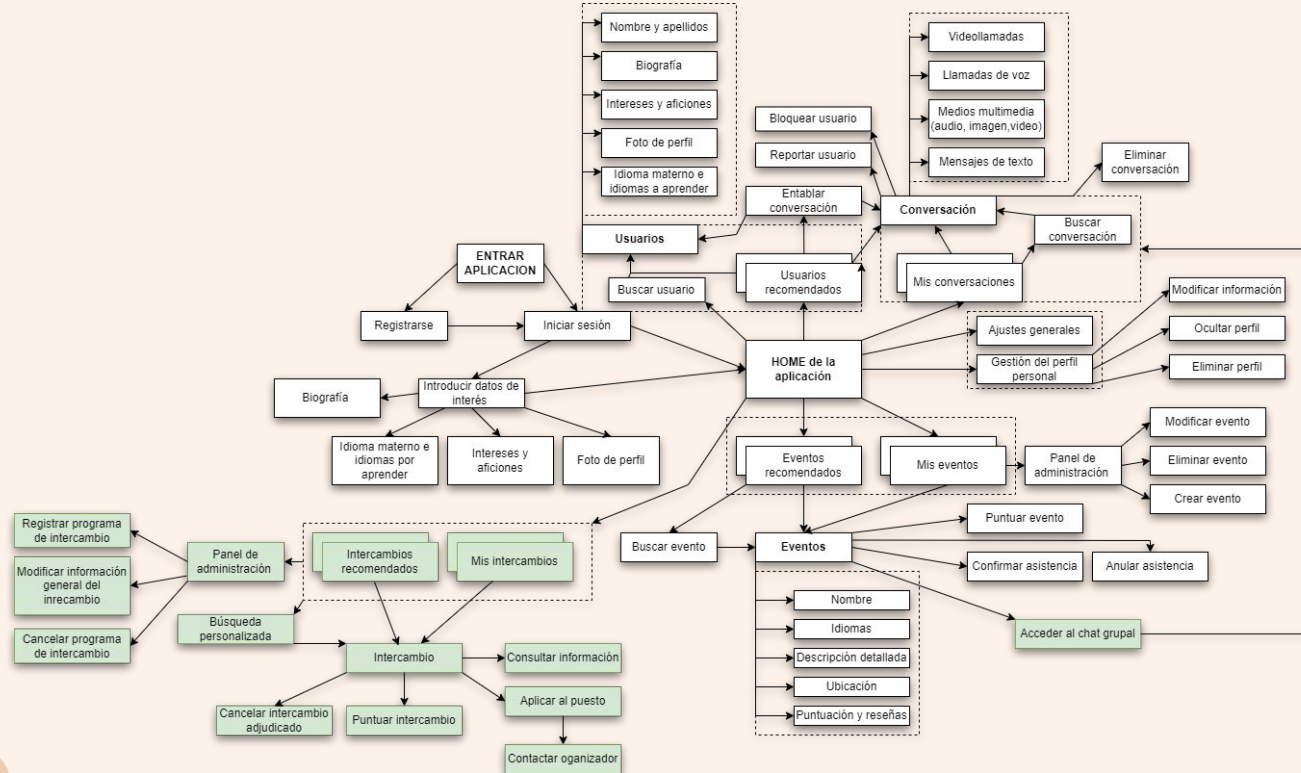 Nombre y apellidos
Biografía
Intereses y aficiones
Foto de perfil
Idioma materno e
idiomas a aprender
Videollamadas
Llamadas de voz
Medios multimedia
(audio, imagen,video)
Mensajes de texto
Bloquear usuario
Reportar usuario
Eliminar
conversación
Entablar
conversación
Conversación
Buscar
conversación
Usuarios
ENTRAR
APLICACION
Buscar usuario
Usuarios
recomendados
Mis conversaciones
Modificar información
Registrarse
Iniciar sesión
Ajustes generales
Ocultar perfil
HOME de la
aplicación
Gestión del perfil
personal
Eliminar perfil
Biografía
Introducir datos de
interés
Idioma materno e
idiomas por
aprender
Intereses y
aficiones
Foto de perfil
Eventos
recomendados
Mis eventos
Panel de
administración
Modificar evento
Eliminar evento
Crear evento
Registrar programa
de intercambio
Panel de
administración
Intercambios
recomendados
Mis intercambios
Buscar evento
Eventos
Puntuar evento
Modificar información
general del
inrecambio
Confirmar asistencia
Anular asistencia
Búsqueda
personalizada
Nombre
Cancelar programa
de intercambio
Idiomas
Acceder al chat grupal
Intercambio
Consultar información
Descripción detallada
Ubicación
Cancelar intercambio
adjudicado
Puntuar intercambio
Aplicar al puesto
Puntuación y reseñas
Contactar oganizador